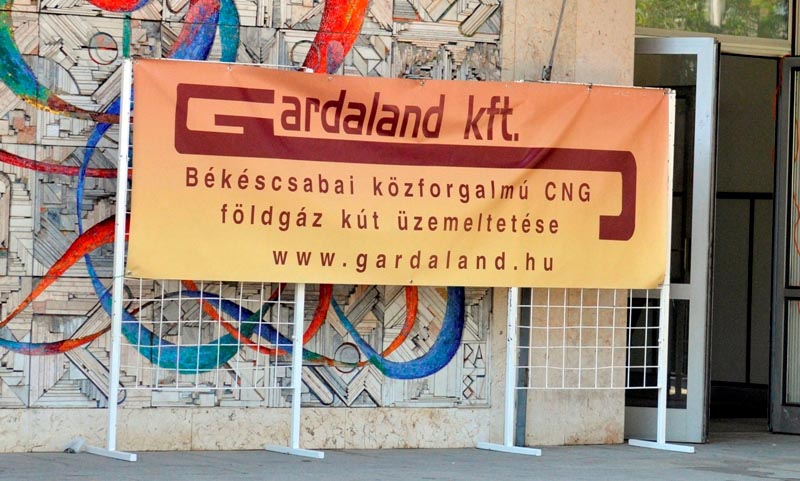 Gardaland kft.
Békéscsabai közforgalmú CNG
földgáz kút üzemeltetése
www.gardaland.hu